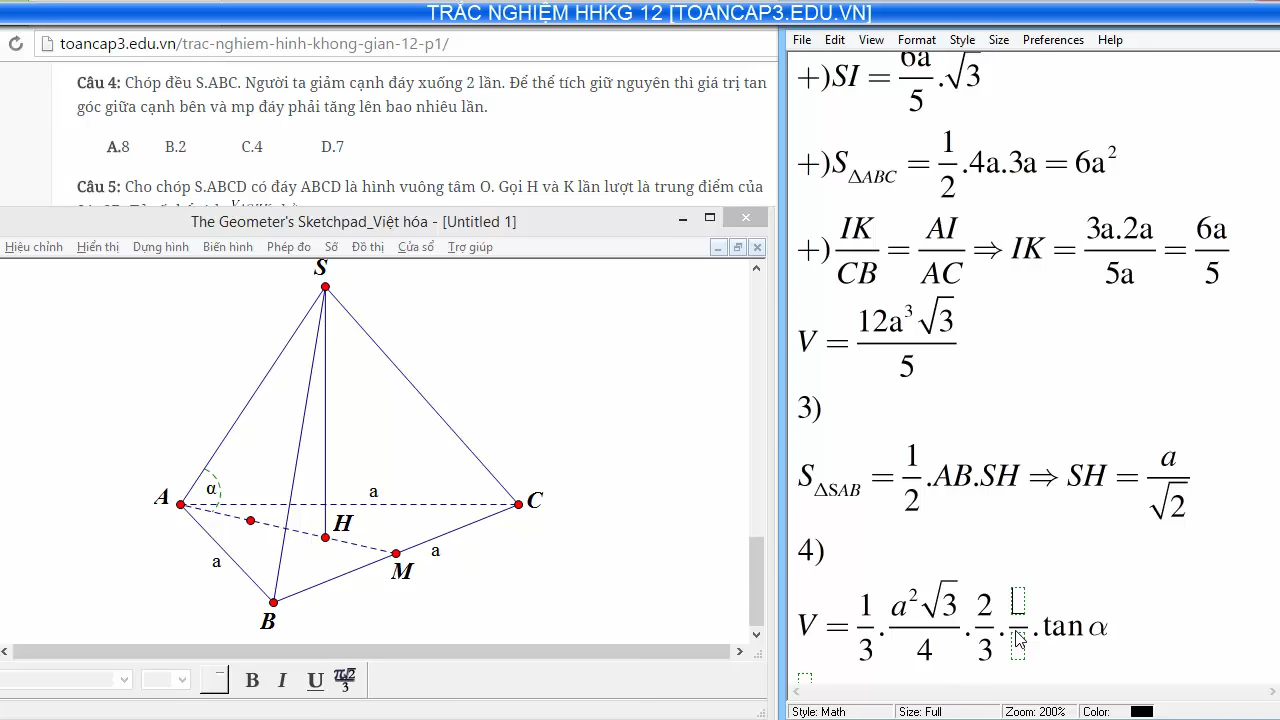 TRẮC NGHIỆM HHKG 12 [TOANCAP3.EDU.VN]
toancap3.edu.vn/trac-nghiem-hinh-khong-gian-12-p1/
Câu 4: Chóp đều S.ABC. Người ta giảm cạnh đáy xuống 2 lần. Để thể tích giữ nguyên thì giá trị tan
góc giữa cạnh bên và mp đáy phải tăng lên bao nhiêu lần.
A.8 B.2 C.4 D.7
Câu 5: Cho chóp S.ABCD có đáy ABCD là hình vuông tâm O. Gọi H và K lần lượt là trung điểm của
The Geometer's Sketchpad_Việt hóa - [Untitled 1]
Hiệu chỉnh Hiển thị Dựng hình Biến hình Phép đo Số Đồ thị Cửa sổ Trợ giúp
S
A
α
a
C
H
a
a
M
B
B I U π√2/3
File Edit View Format Style Size Preferences Help
+)SI = 6a/5 .√3
+)S_ΔABC = 1/2 .4a.3a = 6a²
+) IK/CB = AI/AC ⇒ IK = 3a.2a/5a = 6a/5
V = 12a³√3/5
3)
S_ΔSAB = 1/2 .AB.SH ⇒ SH = a/√2
4)
V = 1/3 . a²√3/4 . 2/3 . / .tan α
Style: Math Size: Full Zoom: 200% Color: